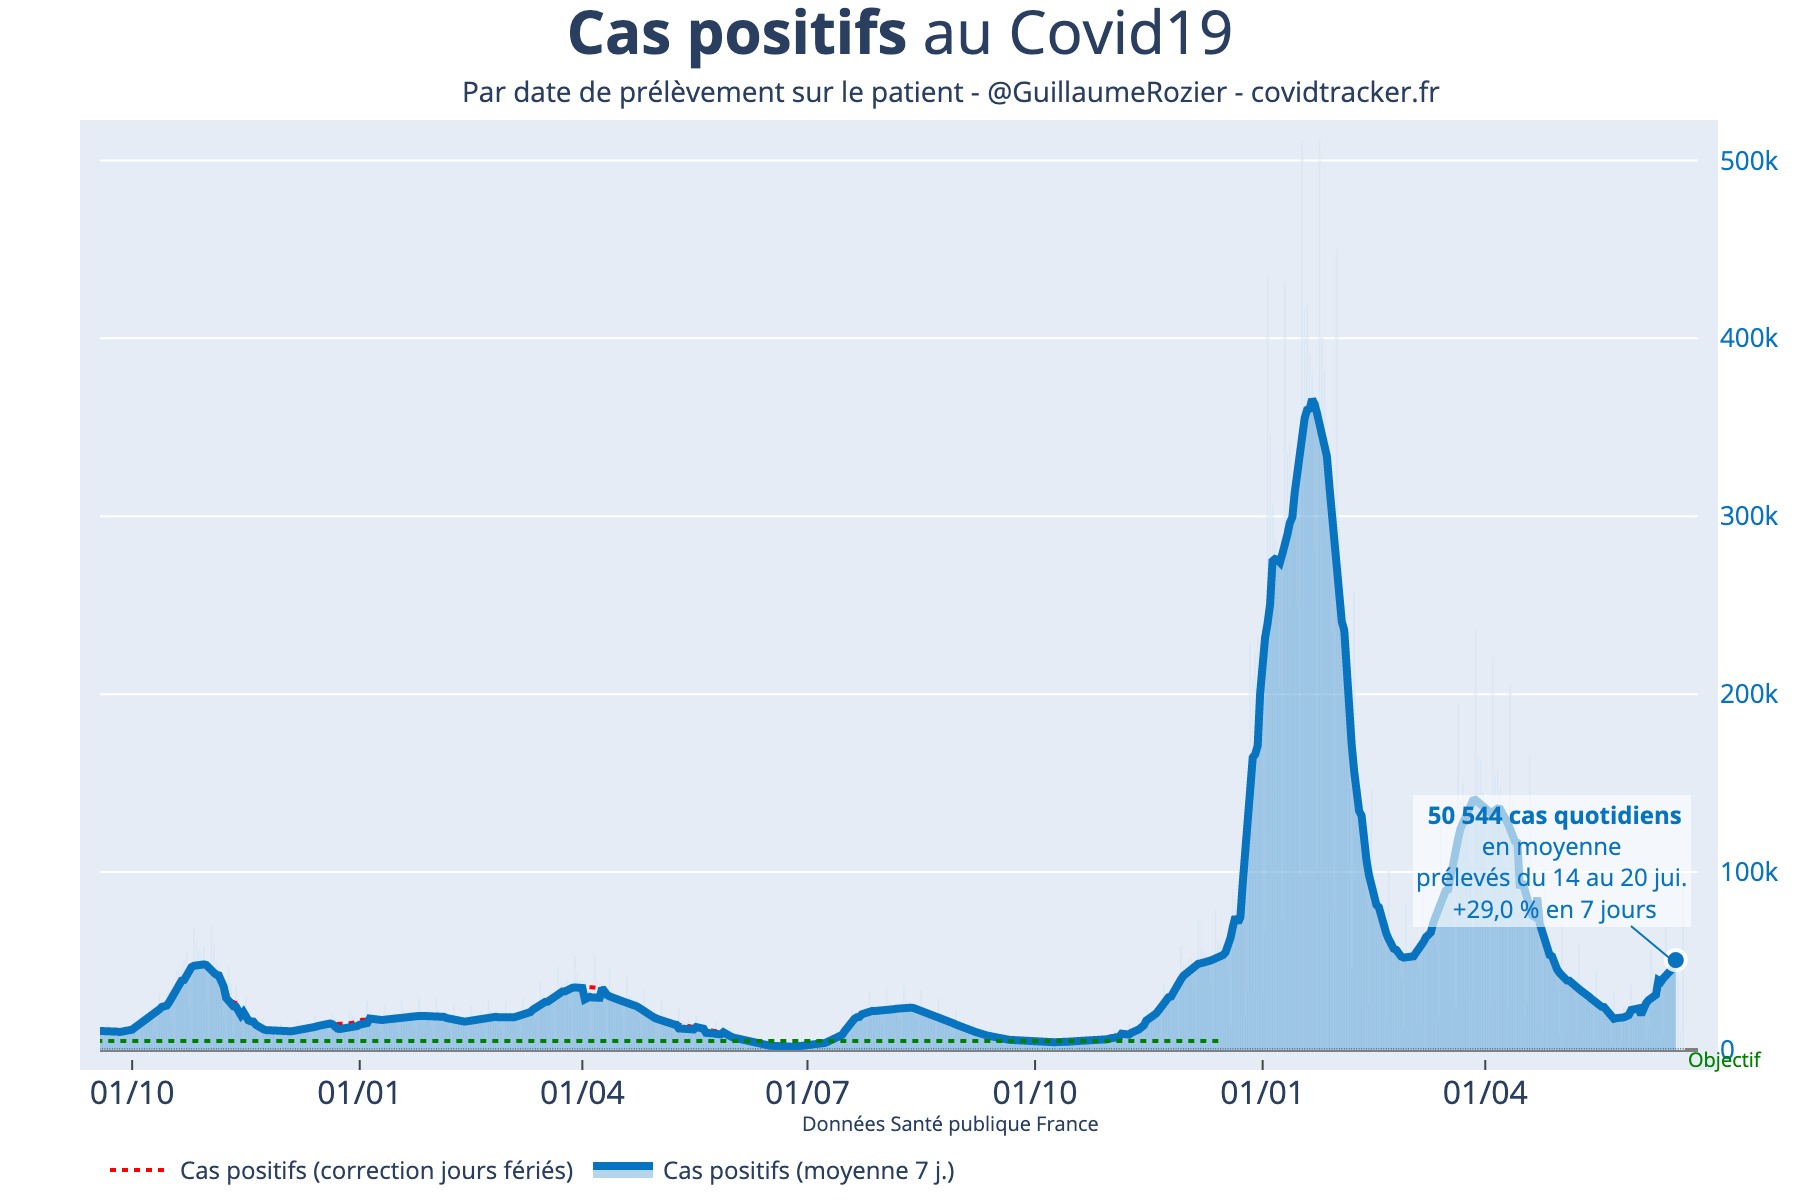 Cas positifs au Covid19
Par date de prélèvement sur le patient - @GuillaumeRozier - covidtracker.fr
500k
400k
300k
200k
50 544 cas quotidiens
en moyenne
prélevés du 14 au 20 jui.
+29,0 % en 7 jours
100k
0
Objectif
01/10
01/01
01/04
01/07
01/10
01/01
01/04
Données Santé publique France
Cas positifs (correction jours fériés)
Cas positifs (moyenne 7 j.)